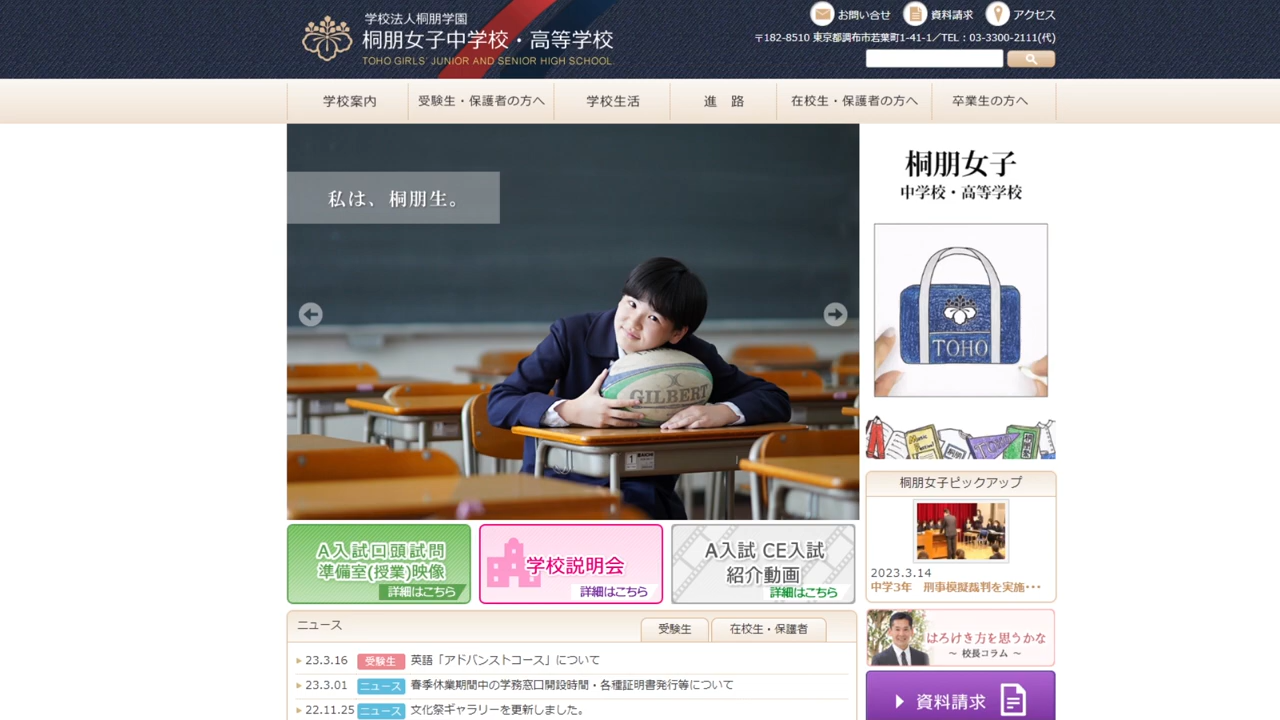 学校法人桐朋学園
桐朋女子中学校・高等学校
TOHO GIRLS' JUNIOR AND SENIOR HIGH SCHOOL.
お問い合せ
資料請求
アクセス
〒182-8510 東京都調布市若葉町1-41-1／TEL：03-3300-2111(代)
学校案内
受験生・保護者の方へ
学校生活
進 路
在校生・保護者の方へ
卒業生の方へ
私は、桐朋生。
GILBERT
1
桐朋女子
中学校・高等学校
TOHO
A入試口頭試問
準備室(授業)映像
詳細はこちら
学校説明会
詳細はこちら
A入試 CE入試
紹介動画
詳細はこちら
桐朋女子ピックアップ
2023.3.14
中学3年 刑事模擬裁判を実施･･･
はろけき方を思うかな
～ 校長コラム ～
資料請求
ニュース
受験生
在校生・保護者
23.3.16 受験生 英語「アドバンストコース」について
23.3.01 ニュース 春季休業期間中の学務窓口開設時間・各種証明書発行等について
22.11.25 ニュース 文化祭ギャラリーを更新しました。